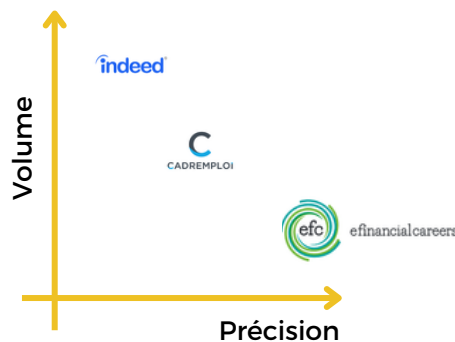 indeed
Volume
C
CADREMPLOI
efc
efinancialcareers
Précision